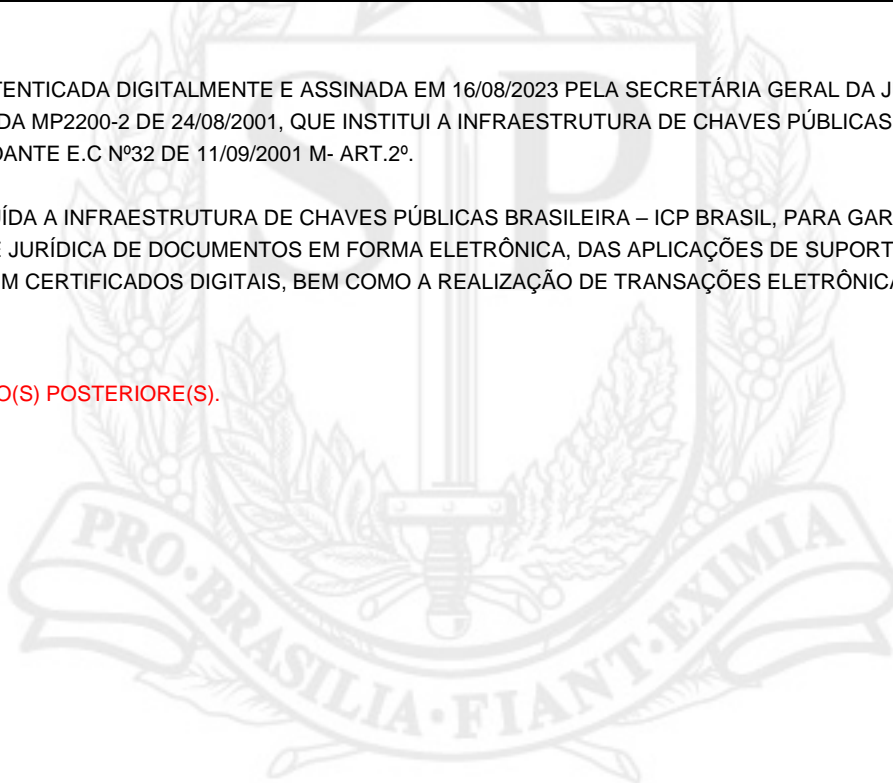 TENTICADA DIGITALMENTE E ASSINADA EM 16/08/2023 PELA SECRETÁRIA GERAL DA J
DA MP2200-2 DE 24/08/2001, QUE INSTITUI A INFRAESTRUTURA DE CHAVES PÚBLICAS
DANTE E.C Nº32 DE 11/09/2001 M- ART.2º.
ÍDA A INFRAESTRUTURA DE CHAVES PÚBLICAS BRASILEIRA – ICP BRASIL, PARA GAR
E JURÍDICA DE DOCUMENTOS EM FORMA ELETRÔNICA, DAS APLICAÇÕES DE SUPORT
M CERTIFICADOS DIGITAIS, BEM COMO A REALIZAÇÃO DE TRANSAÇÕES ELETRÔNICA
O(S) POSTERIORE(S).
SP
PRO·BRASILIA·FIANT·EXIMIA